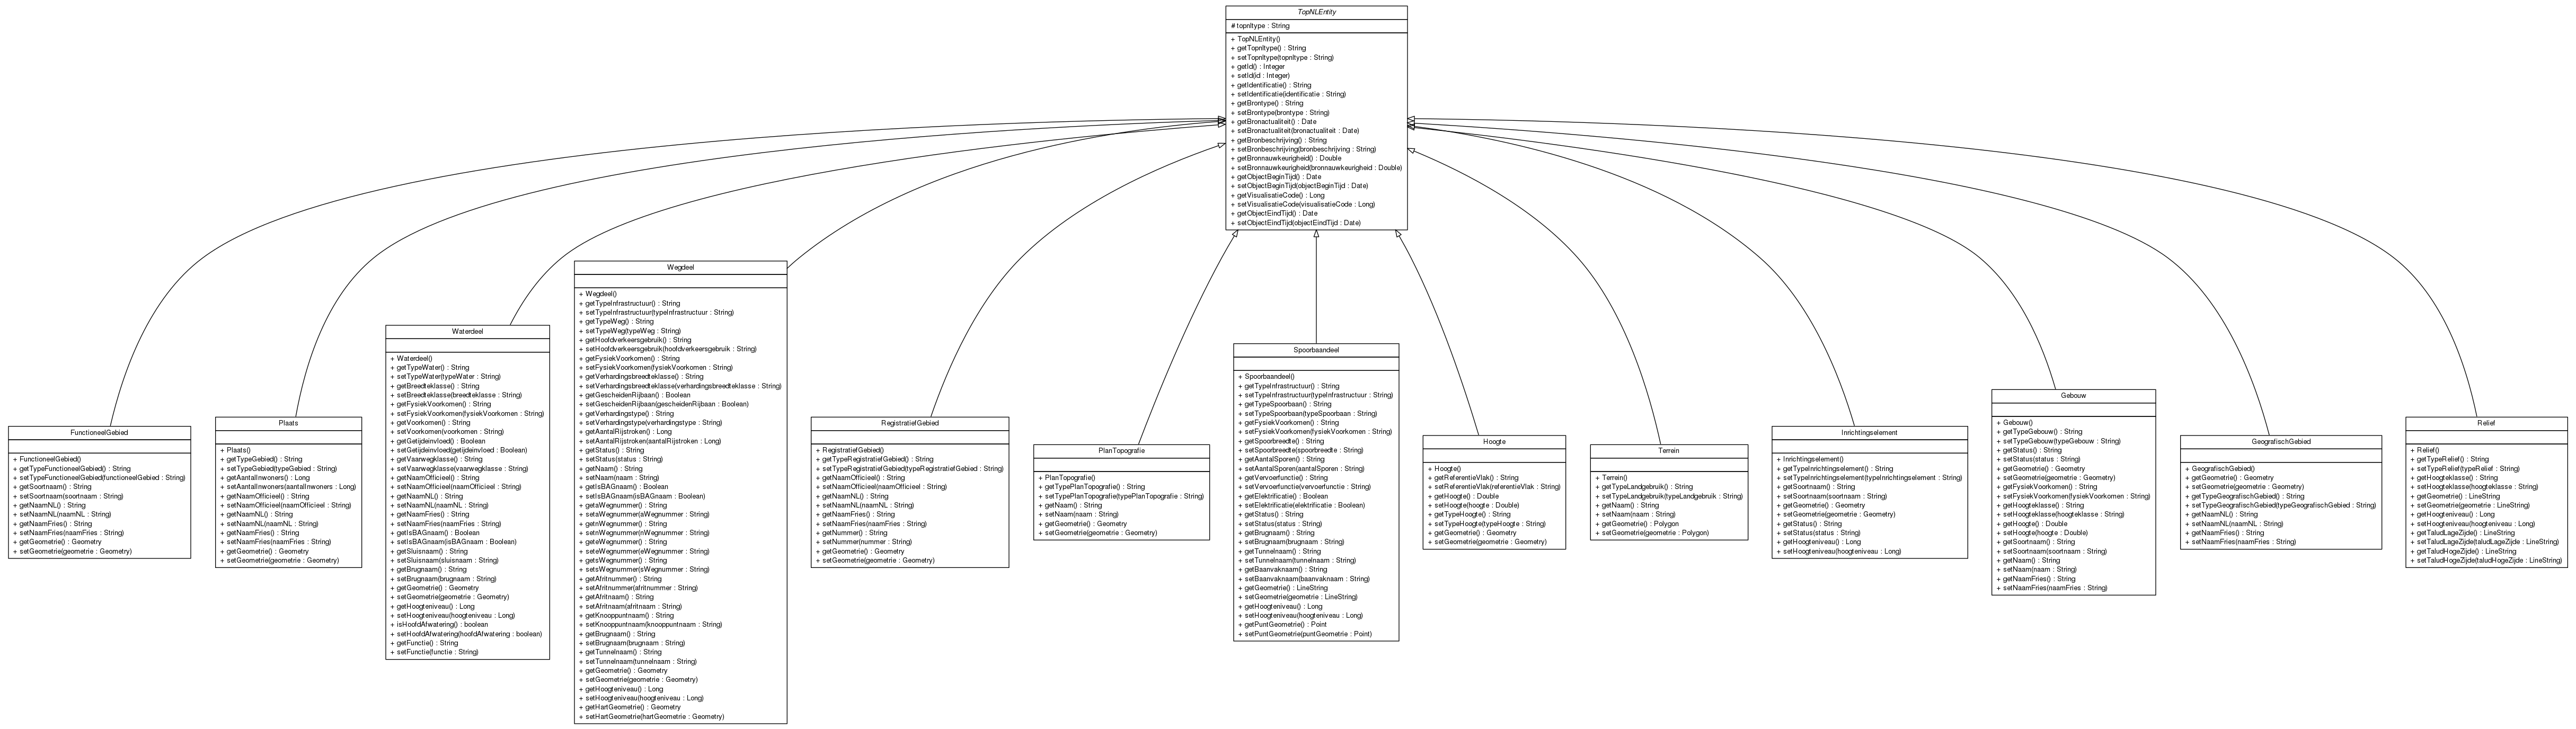 TopNLEntity
# topnltype : String
+ TopNLEntity()
+ getTopnltype() : String
+ setTopnltype(topnltype : String)
+ getId() : Integer
+ setId(id : Integer)
+ getIdentificatie() : String
+ setIdentificatie(identificatie : String)
+ getBrontype() : String
+ setBrontype(brontype : String)
+ getBronactualiteit() : Date
+ setBronactualiteit(bronactualiteit : Date)
+ getBronbeschrijving() : String
+ setBronbeschrijving(bronbeschrijving : String)
+ getBronnauwkeurigheid() : Double
+ setBronnauwkeurigheid(bronnauwkeurigheid : Double)
+ getObjectBeginTijd() : Date
+ setObjectBeginTijd(objectBeginTijd : Date)
+ getVisualisatieCode() : Long
+ setVisualisatieCode(visualisatieCode : Long)
+ getObjectEindTijd() : Date
+ setObjectEindTijd(objectEindTijd : Date)
FunctioneelGebied
+ FunctioneelGebied()
+ getTypeFunctioneelGebied() : String
+ setTypeFunctioneelGebied(functioneelGebied : String)
+ getSoortnaam() : String
+ setSoortnaam(soortnaam : String)
+ getNaamNL() : String
+ setNaamNL(naamNL : String)
+ getNaamFries() : String
+ setNaamFries(naamFries : String)
+ getGeometrie() : Geometry
+ setGeometrie(geometrie : Geometry)
Plaats
+ Plaats()
+ getTypeGebied() : String
+ setTypeGebied(typeGebied : String)
+ getAantalInwoners() : Long
+ setAantalInwoners(aantalInwoners : Long)
+ getNaamOfficieel() : String
+ setNaamOfficieel(naamOfficieel : String)
+ getNaamNL() : String
+ setNaamNL(naamNL : String)
+ getNaamFries() : String
+ setNaamFries(naamFries : String)
+ getGeometrie() : Geometry
+ setGeometrie(geometrie : Geometry)
Waterdeel
+ Waterdeel()
+ getTypeWater() : String
+ setTypeWater(typeWater : String)
+ getBreedteklasse() : String
+ setBreedteklasse(breedteklasse : String)
+ getFysiekVoorkomen() : String
+ setFysiekVoorkomen(fysiekVoorkomen : String)
+ getVoorkomen() : String
+ setVoorkomen(voorkomen : String)
+ getGetijdeinvloed() : Boolean
+ setGetijdeinvloed(getijdeinvloed : Boolean)
+ getVaarwegklasse() : String
+ setVaarwegklasse(vaarwegklasse : String)
+ getNaamOfficieel() : String
+ setNaamOfficieel(naamOfficieel : String)
+ getNaamNL() : String
+ setNaamNL(naamNL : String)
+ getNaamFries() : String
+ setNaamFries(naamFries : String)
+ getIsBAGnaam() : Boolean
+ setIsBAGnaam(isBAGnaam : Boolean)
+ getSluisnaam() : String
+ setSluisnaam(sluisnaam : String)
+ getBrugnaam() : String
+ setBrugnaam(brugnaam : String)
+ getGeometrie() : Geometry
+ setGeometrie(geometrie : Geometry)
+ getHoogteniveau() : Long
+ setHoogteniveau(hoogteniveau : Long)
+ isHoofdAfwatering() : boolean
+ setHoofdAfwatering(hoofdAfwatering : boolean)
+ getFunctie() : String
+ setFunctie(functie : String)
Wegdeel
+ Wegdeel()
+ getTypeInfrastructuur() : String
+ setTypeInfrastructuur(typeInfrastructuur : String)
+ getTypeWeg() : String
+ setTypeWeg(typeWeg : String)
+ getHoofdverkeersgebruik() : String
+ setHoofdverkeersgebruik(hoofdverkeersgebruik : String)
+ getFysiekVoorkomen() : String
+ setFysiekVoorkomen(fysiekVoorkomen : String)
+ getVerhardingsbreedteklasse() : String
+ setVerhardingsbreedteklasse(verhardingsbreedteklasse : String)
+ getGescheidenRijbaan() : Boolean
+ setGescheidenRijbaan(gescheidenRijbaan : Boolean)
+ getVerhardingstype() : String
+ setVerhardingstype(verhardingstype : String)
+ getAantalRijstroken() : Long
+ setAantalRijstroken(aantalRijstroken : Long)
+ getStatus() : String
+ setStatus(status : String)
+ getNaam() : String
+ setNaam(naam : String)
+ getIsBAGnaam() : Boolean
+ setIsBAGnaam(isBAGnaam : Boolean)
+ getaWegnummer() : String
+ setaWegnummer(aWegnummer : String)
+ getnWegnummer() : String
+ setnWegnummer(nWegnummer : String)
+ geteWegnummer() : String
+ seteWegnummer(eWegnummer : String)
+ getsWegnummer() : String
+ setsWegnummer(sWegnummer : String)
+ getAfritnummer() : String
+ setAfritnummer(afritnummer : String)
+ getAfritnaam() : String
+ setAfritnaam(afritnaam : String)
+ getKnooppuntnaam() : String
+ setKnooppuntnaam(knooppuntnaam : String)
+ getBrugnaam() : String
+ setBrugnaam(brugnaam : String)
+ getTunnelnaam() : String
+ setTunnelnaam(tunnelnaam : String)
+ getGeometrie() : Geometry
+ setGeometrie(geometrie : Geometry)
+ getHoogteniveau() : Long
+ setHoogteniveau(hoogteniveau : Long)
+ getHartGeometrie() : Geometry
+ setHartGeometrie(hartGeometrie : Geometry)
RegistratiefGebied
+ RegistratiefGebied()
+ getTypeRegistratiefGebied() : String
+ setTypeRegistratiefGebied(typeRegistratiefGebied : String)
+ getNaamOfficieel() : String
+ setNaamOfficieel(naamOfficieel : String)
+ getNaamNL() : String
+ setNaamNL(naamNL : String)
+ getNaamFries() : String
+ setNaamFries(naamFries : String)
+ getNummer() : String
+ setNummer(nummer : String)
+ getGeometrie() : Geometry
+ setGeometrie(geometrie : Geometry)
PlanTopografie
+ PlanTopografie()
+ getTypePlanTopografie() : String
+ setTypePlanTopografie(typePlanTopografie : String)
+ getNaam() : String
+ setNaam(naam : String)
+ getGeometrie() : Geometry
+ setGeometrie(geometrie : Geometry)
Spoorbaandeel
+ Spoorbaandeel()
+ getTypeInfrastructuur() : String
+ setTypeInfrastructuur(typeInfrastructuur : String)
+ getTypeSpoorbaan() : String
+ setTypeSpoorbaan(typeSpoorbaan : String)
+ getFysiekVoorkomen() : String
+ setFysiekVoorkomen(fysiekVoorkomen : String)
+ getSpoorbreedte() : String
+ setSpoorbreedte(spoorbreedte : String)
+ getAantalSporen() : String
+ setAantalSporen(aantalSporen : String)
+ getVervoerfunctie() : String
+ setVervoerfunctie(vervoerfunctie : String)
+ getElektrificatie() : Boolean
+ setElektrificatie(elektrificatie : Boolean)
+ getStatus() : String
+ setStatus(status : String)
+ getBrugnaam() : String
+ setBrugnaam(brugnaam : String)
+ getTunnelnaam() : String
+ setTunnelnaam(tunnelnaam : String)
+ getBaanvaknaam() : String
+ setBaanvaknaam(baanvaknaam : String)
+ getGeometrie() : LineString
+ setGeometrie(geometrie : LineString)
+ getHoogteniveau() : Long
+ setHoogteniveau(hoogteniveau : Long)
+ getPuntGeometrie() : Point
+ setPuntGeometrie(puntGeometrie : Point)
Hoogte
+ Hoogte()
+ getReferentieVlak() : String
+ setReferentieVlak(referentieVlak : String)
+ getHoogte() : Double
+ setHoogte(hoogte : Double)
+ getTypeHoogte() : String
+ setTypeHoogte(typeHoogte : String)
+ getGeometrie() : Geometry
+ setGeometrie(geometrie : Geometry)
Terrein
+ Terrein()
+ getTypeLandgebruik() : String
+ setTypeLandgebruik(typeLandgebruik : String)
+ getNaam() : String
+ setNaam(naam : String)
+ getGeometrie() : Polygon
+ setGeometrie(geometrie : Polygon)
Inrichtingselement
+ Inrichtingselement()
+ getTypeInrichtingselement() : String
+ setTypeInrichtingselement(typeInrichtingselement : String)
+ getSoortnaam() : String
+ setSoortnaam(soortnaam : String)
+ getGeometrie() : Geometry
+ setGeometrie(geometrie : Geometry)
+ getStatus() : String
+ setStatus(status : String)
+ getHoogteniveau() : Long
+ setHoogteniveau(hoogteniveau : Long)
Gebouw
+ Gebouw()
+ getTypeGebouw() : String
+ setTypeGebouw(typeGebouw : String)
+ getStatus() : String
+ setStatus(status : String)
+ getGeometrie() : Geometry
+ setGeometrie(geometrie : Geometry)
+ getFysiekVoorkomen() : String
+ setFysiekVoorkomen(fysiekVoorkomen : String)
+ getHoogteklasse() : String
+ setHoogteklasse(hoogteklasse : String)
+ getHoogte() : Double
+ setHoogte(hoogte : Double)
+ getSoortnaam() : String
+ setSoortnaam(soortnaam : String)
+ getNaam() : String
+ setNaam(naam : String)
+ getNaamFries() : String
+ setNaamFries(naamFries : String)
GeografischGebied
+ GeografischGebied()
+ getGeometrie() : Geometry
+ setGeometrie(geometrie : Geometry)
+ getTypeGeografischGebied() : String
+ setTypeGeografischGebied(typeGeografischGebied : String)
+ getNaamNL() : String
+ setNaamNL(naamNL : String)
+ getNaamFries() : String
+ setNaamFries(naamFries : String)
Relief
+ Relief()
+ getTypeRelief() : String
+ setTypeRelief(typeRelief : String)
+ getHoogteklasse() : String
+ setHoogteklasse(hoogteklasse : String)
+ getGeometrie() : LineString
+ setGeometrie(geometrie : LineString)
+ getHoogteniveau() : Long
+ setHoogteniveau(hoogteniveau : Long)
+ getTaludLageZijde() : LineString
+ setTaludLageZijde(taludLageZijde : LineString)
+ getTaludHogeZijde() : LineString
+ setTaludHogeZijde(taludHogeZijde : LineString)